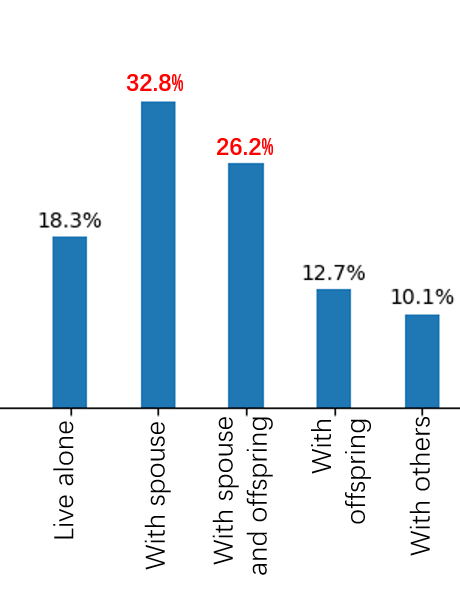 32.8%
26.2%
18.3%
12.7%
10.1%
Live alone
With spouse
With spouse
and offspring
With
offspring
With others